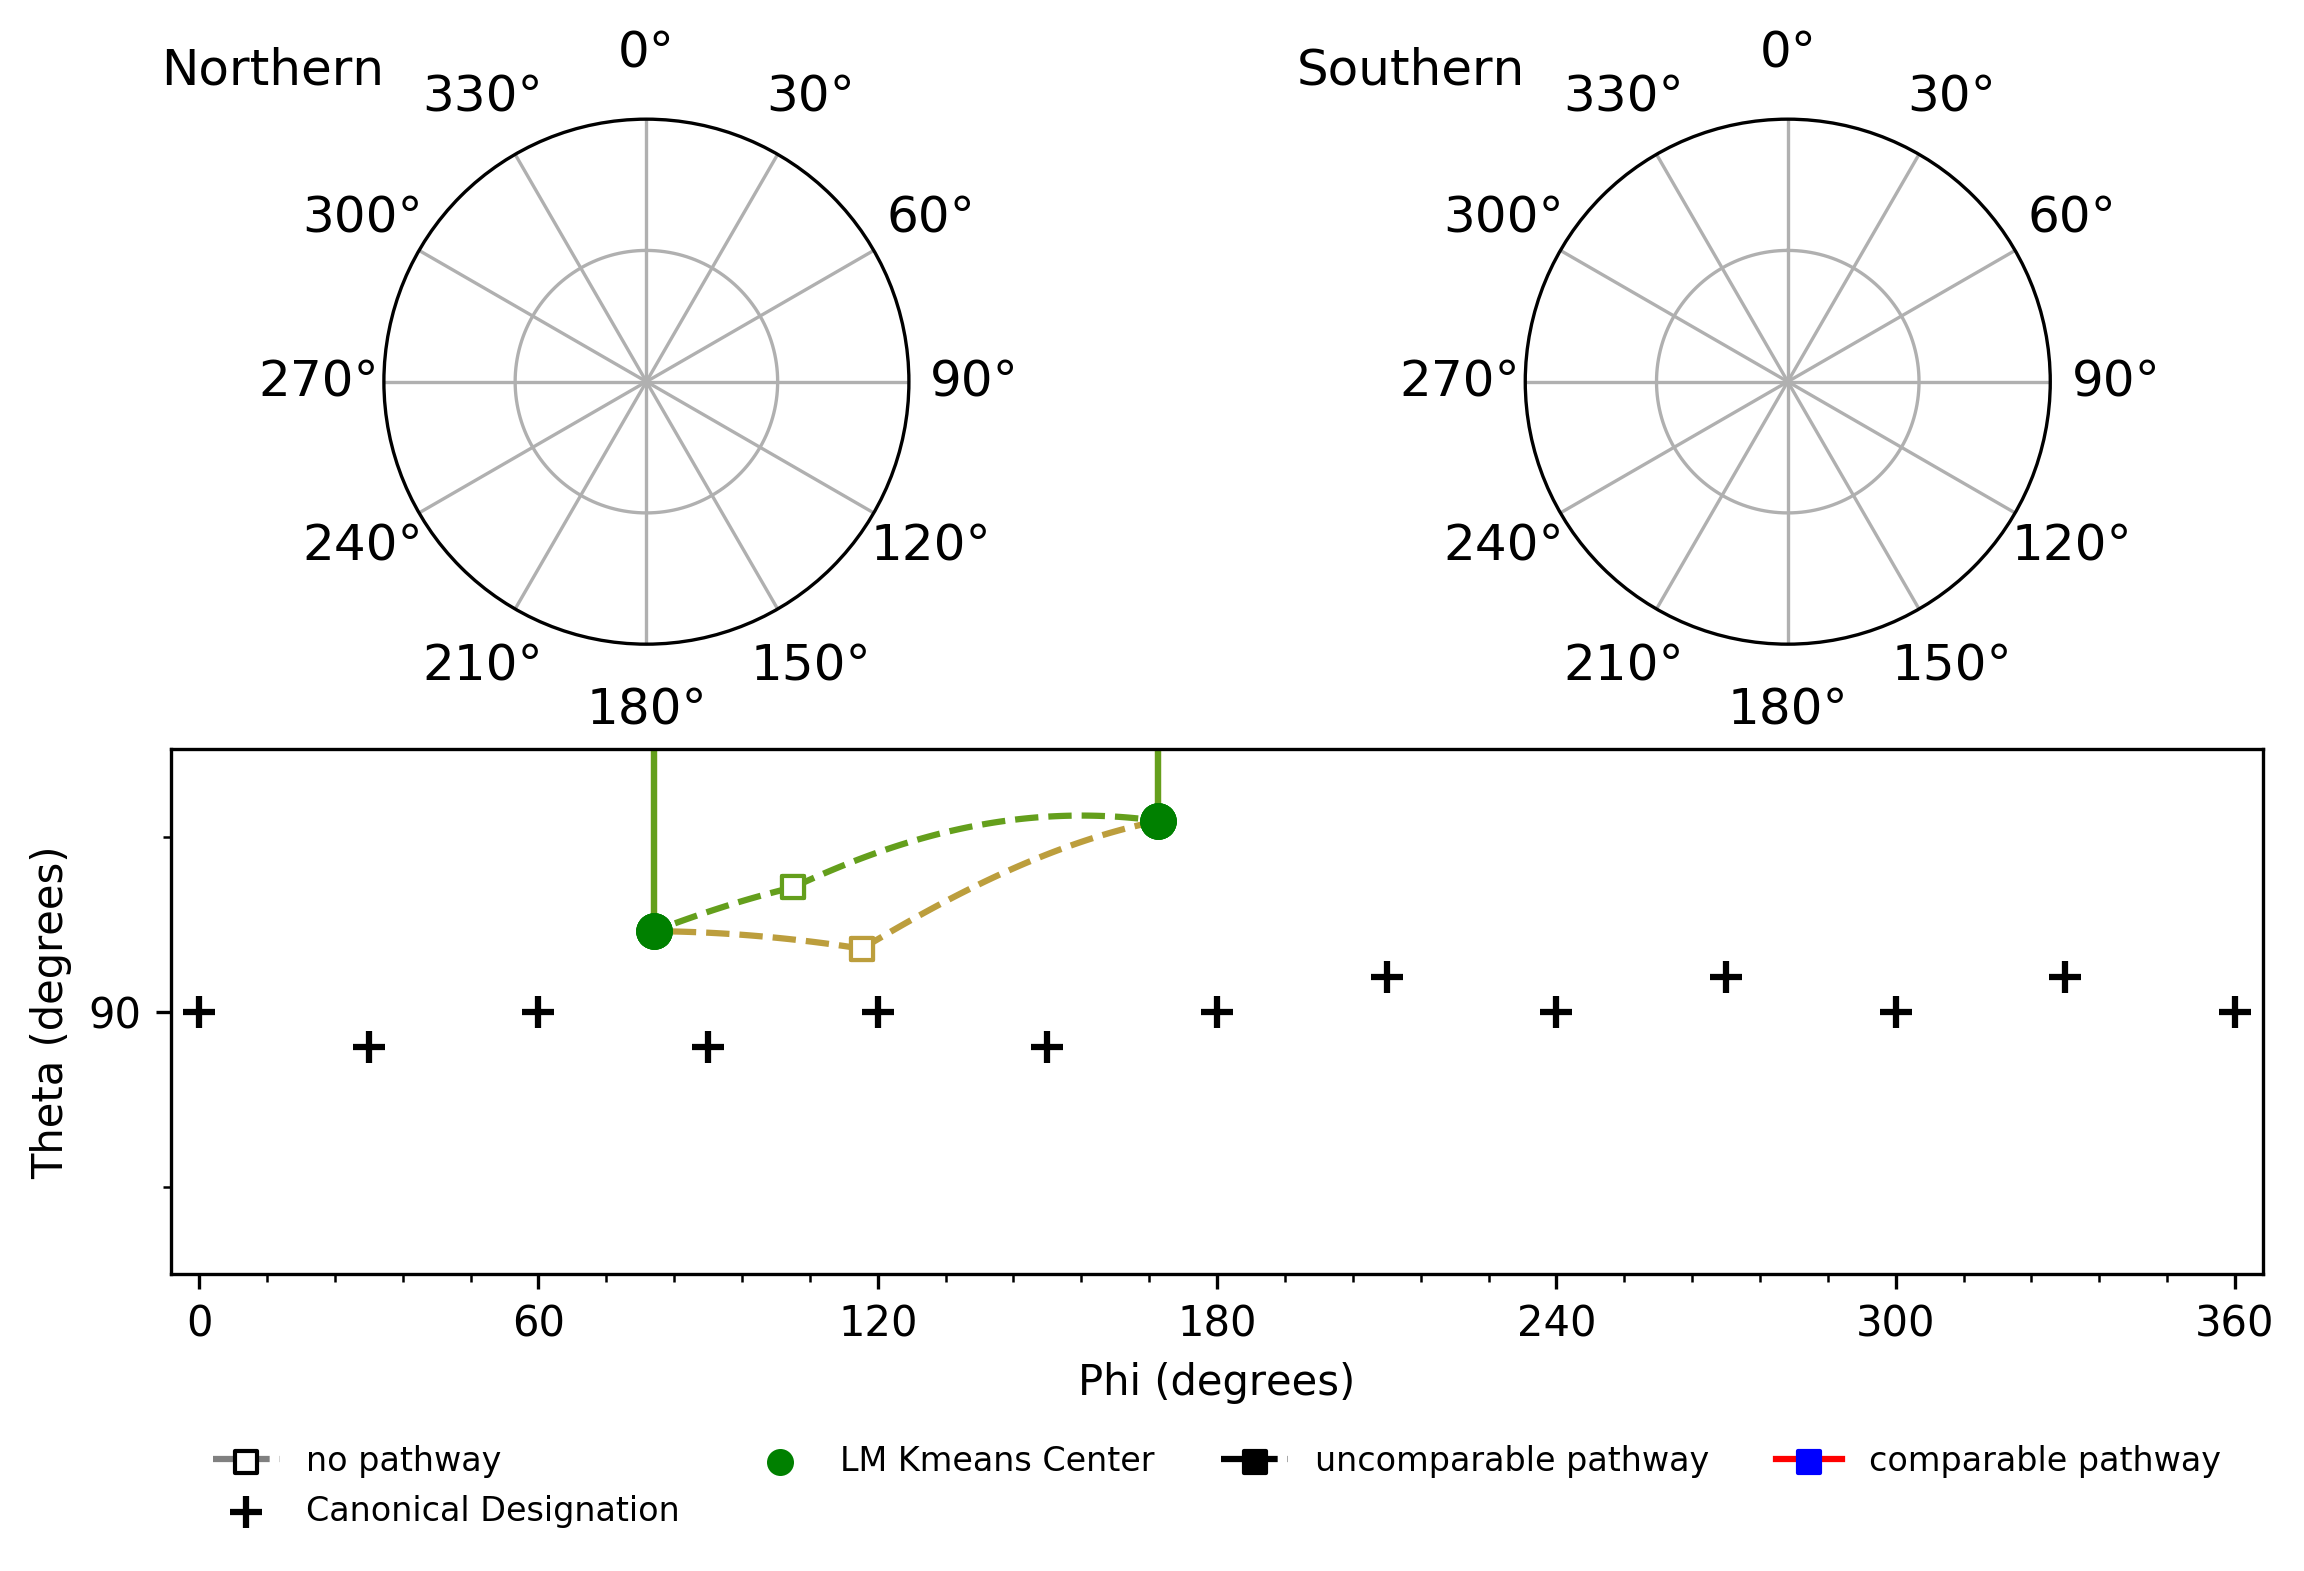 Northern
0°
30°
60°
90°
120°
150°
180°
210°
240°
270°
300°
330°
Southern
0°
30°
60°
90°
120°
150°
180°
210°
240°
270°
300°
330°
Theta (degrees)
90
0 60 120 180 240 300 360
Phi (degrees)
no pathway
Canonical Designation
LM Kmeans Center
uncomparable pathway
comparable pathway